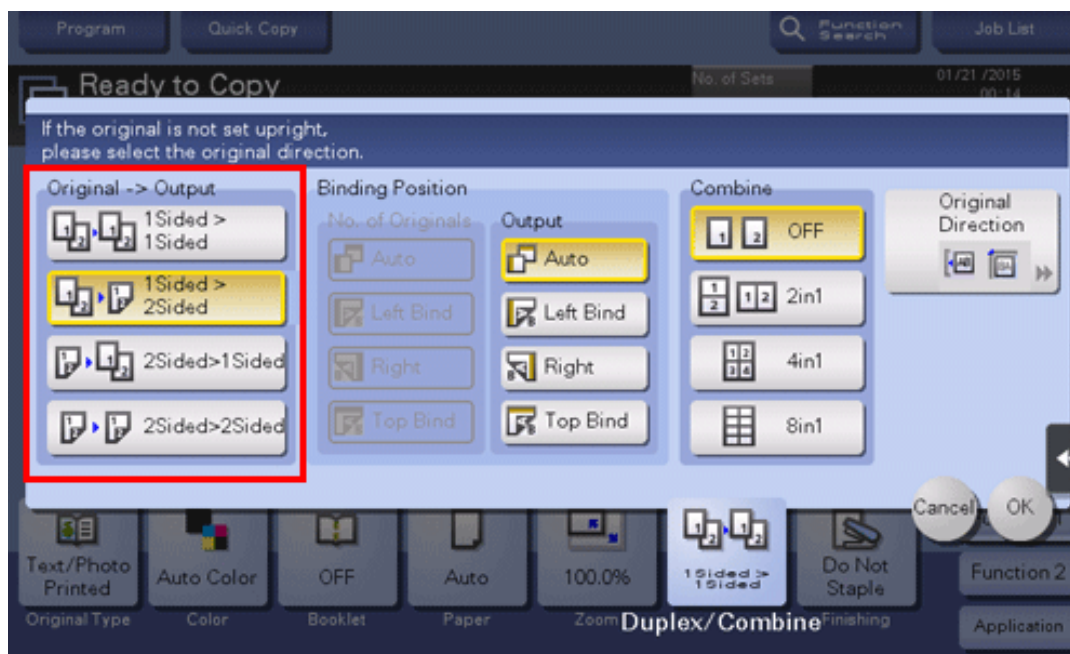 Program
Quick Copy
Function
Search
Job List
Ready to Copy
No. of Sets
01/21/2015
00:14
If the original is not set upright,
please select the original direction.
Original -> Output
1Sided >
1Sided
1Sided >
2Sided
2Sided>1Sided
2Sided>2Sided
Binding Position
No. of Originals
Auto
Left Bind
Right
Top Bind
Output
Auto
Left Bind
Right
Top Bind
Combine
OFF
2in1
4in1
8in1
Original
Direction
Cancel
OK
Text/Photo
Printed
Original Type
Auto Color
Color
OFF
Booklet
Auto
Paper
100.0%
Zoom
1Sided >
1Sided
Duplex/Combine
Do Not
Staple
Finishing
Function 2
Application